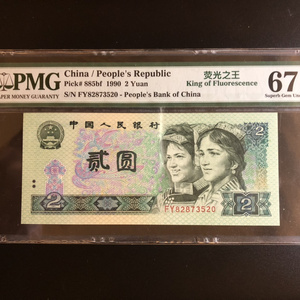 PMG
PAPER MONEY GUARANTY
China / People's Republic
Pick# 885bf 1990 2 Yuan
S/N FY82873520 - People's Bank of China
荧光之王
King of Fluorescence
67
Superb Gem Unc
中国人民银行
2
贰圆
FY82873520
2
2